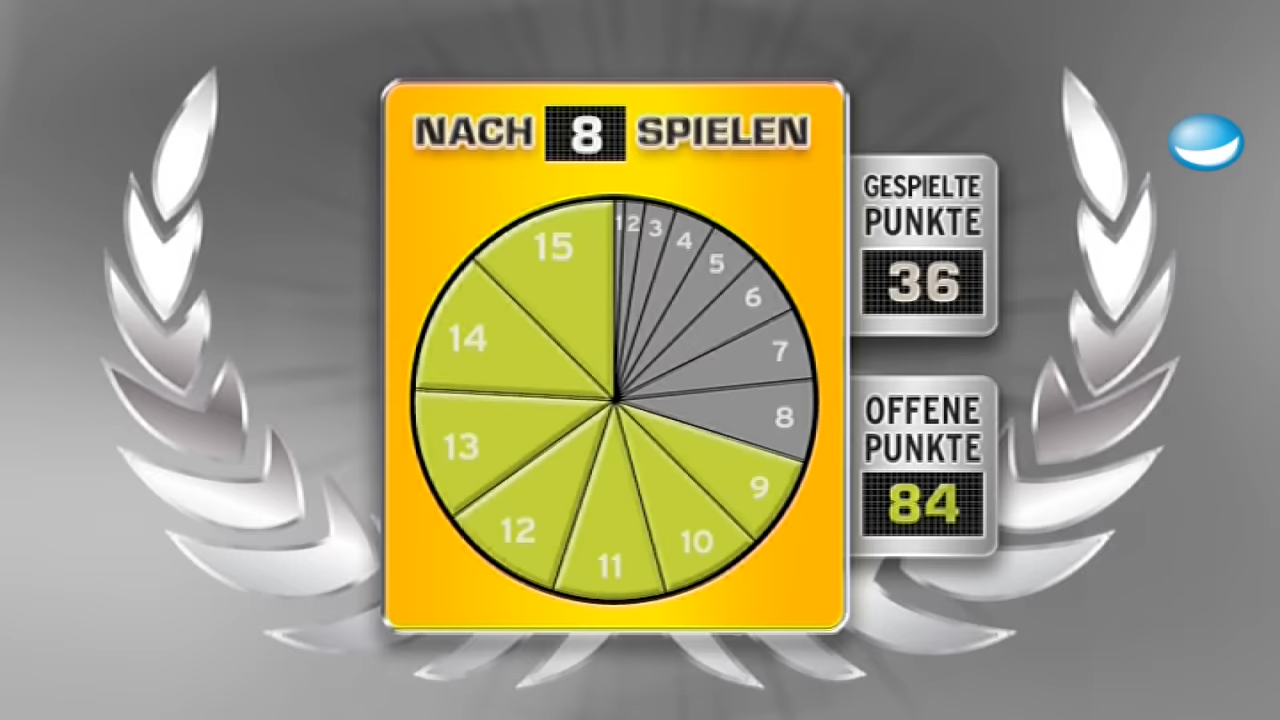 NACH 8 SPIELEN
1 2 3 4 5 6 7 8 9 10 11 12 13 14 15
GESPIELTE
PUNKTE
36
OFFENE
PUNKTE
84